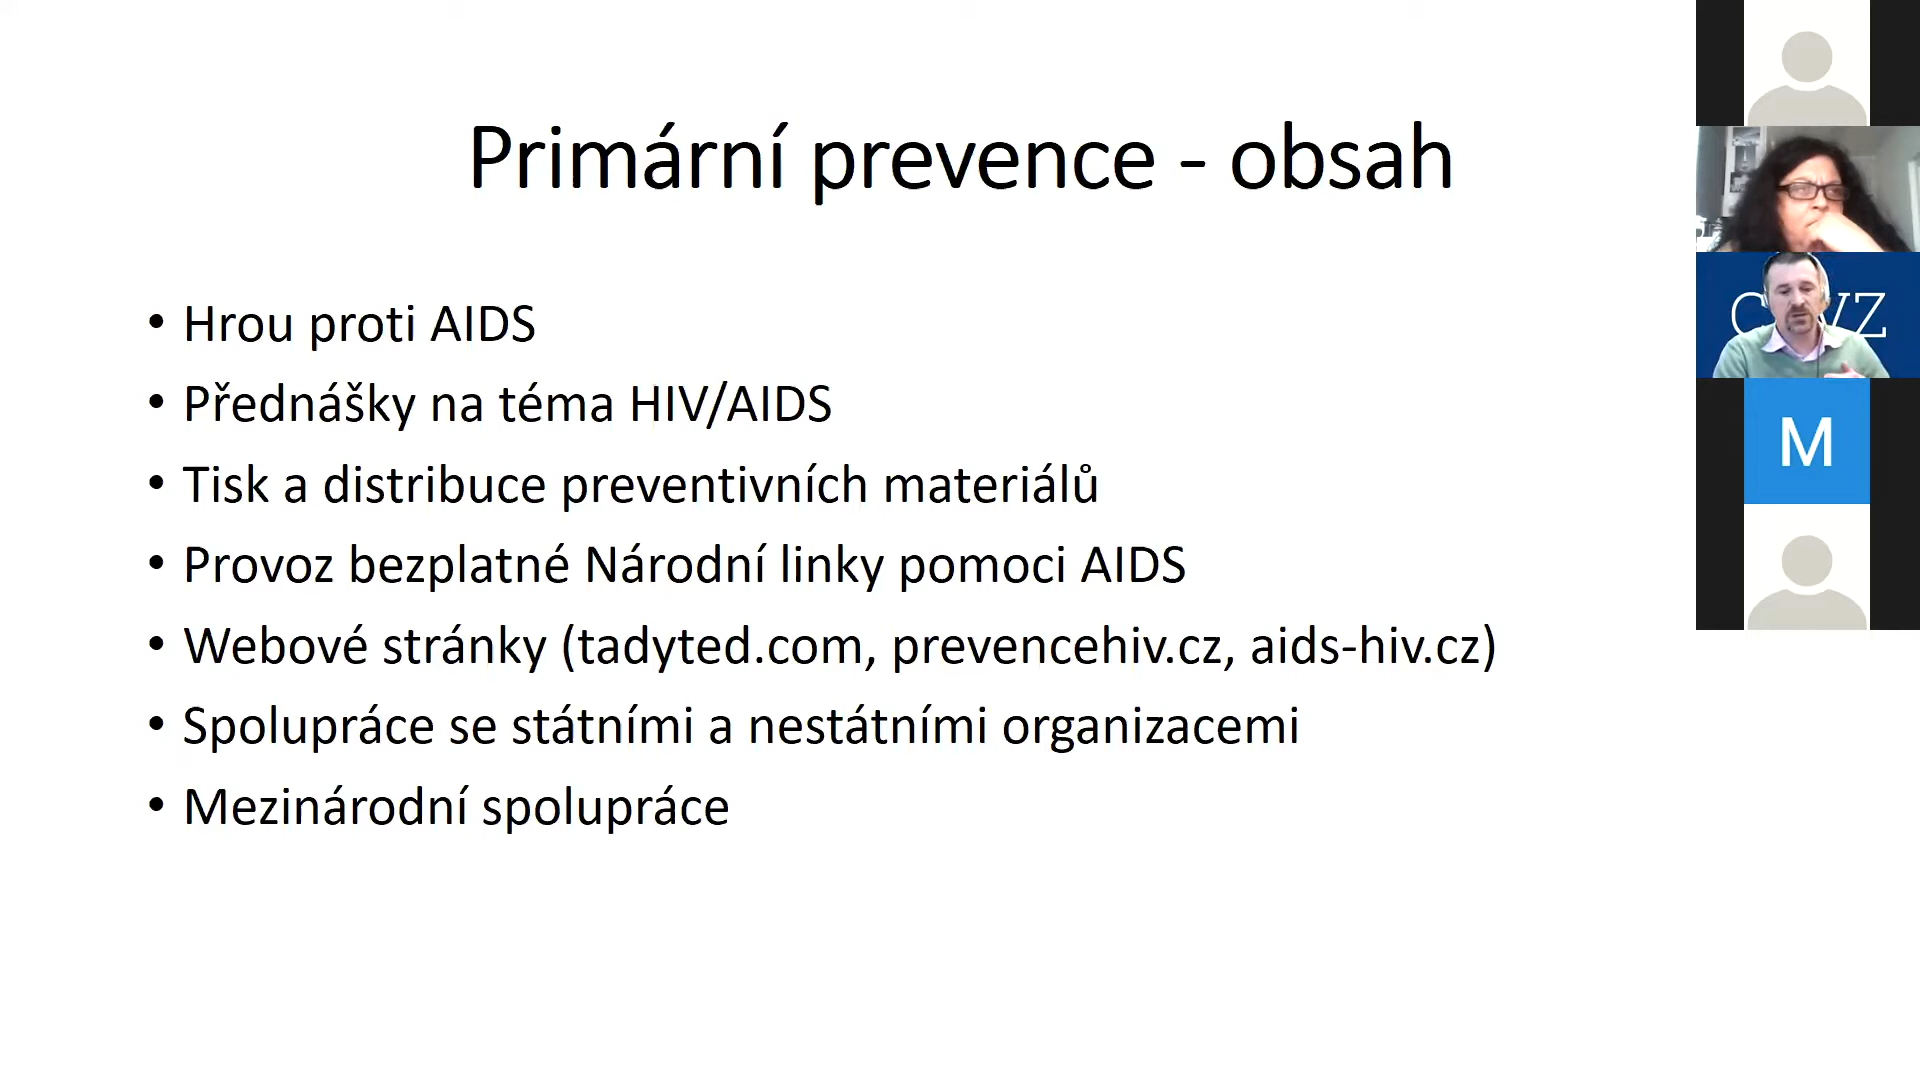 Primární prevence - obsah
• Hrou proti AIDS
• Přednášky na téma HIV/AIDS
• Tisk a distribuce preventivních materiálů
• Provoz bezplatné Národní linky pomoci AIDS
• Webové stránky (tadyted.com, prevencehiv.cz, aids-hiv.cz)
• Spolupráce se státními a nestátními organizacemi
• Mezinárodní spolupráce
M